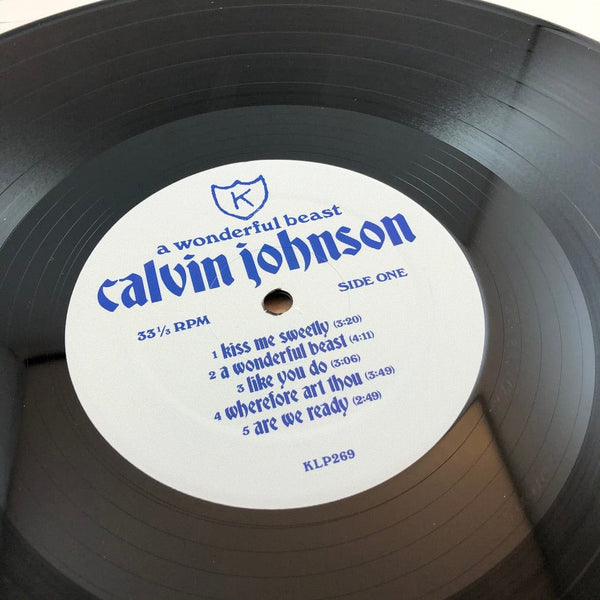 K
a wonderful beast
calvin johnson
33⅓ RPM
SIDE ONE
1 kiss me sweetly (3:20)
2 a wonderful beast (4:11)
3 like you do (3:06)
4 wherefore art thou (3:49)
5 are we ready (2:49)
KLP269